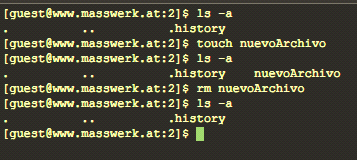 [guest@www.masswerk.at:2]$ ls -a
.         ..        .history
[guest@www.masswerk.at:2]$ touch nuevoArchivo
[guest@www.masswerk.at:2]$ ls -a
.         ..        .history    nuevoArchivo
[guest@www.masswerk.at:2]$ rm nuevoArchivo
[guest@www.masswerk.at:2]$ ls -a
.         ..        .history
[guest@www.masswerk.at:2]$